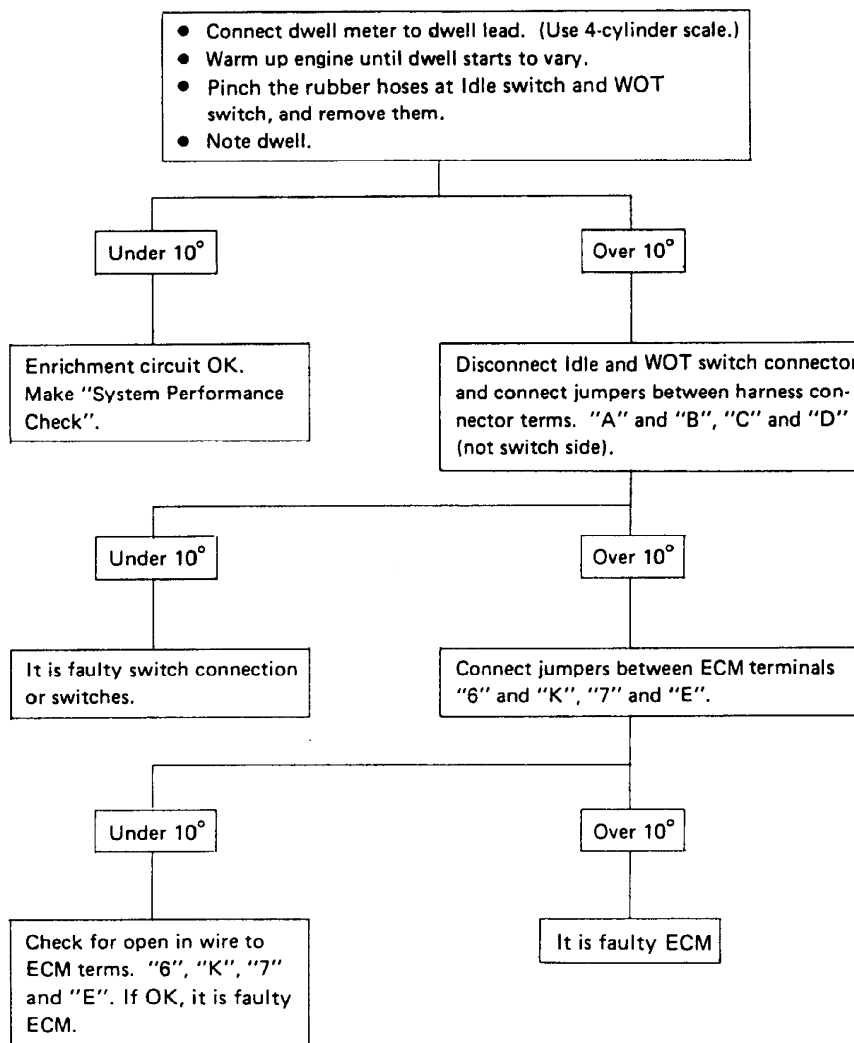 ● Connect dwell meter to dwell lead. (Use 4-cylinder scale.)
● Warm up engine until dwell starts to vary.
● Pinch the rubber hoses at Idle switch and WOT
switch, and remove them.
● Note dwell.
Under 10°
Over 10°
Enrichment circuit OK.
Make "System Performance
Check".
Disconnect Idle and WOT switch connector
and connect jumpers between harness con-
nector terms. "A" and "B", "C" and "D"
(not switch side).
Under 10°
Over 10°
It is faulty switch connection
or switches.
Connect jumpers between ECM terminals
"6" and "K", "7" and "E".
Under 10°
Over 10°
Check for open in wire to
ECM terms. "6", "K", "7"
and "E". If OK, it is faulty
ECM.
It is faulty ECM